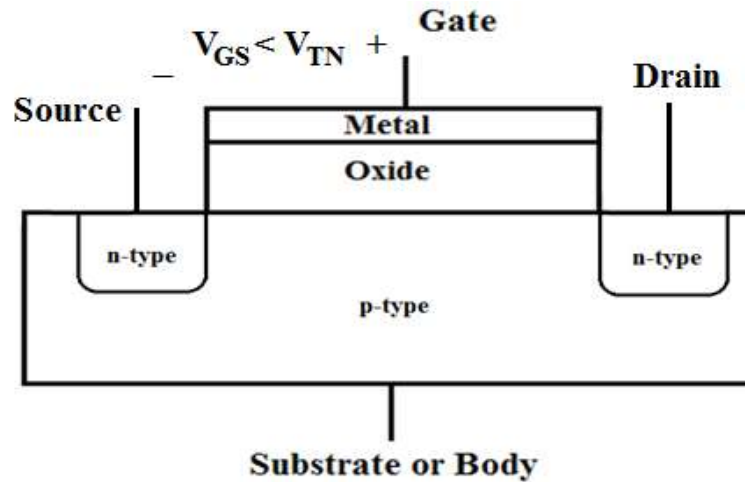 Gate
– V_GS < V_TN +
Drain
Source
Metal
Oxide
n-type
n-type
p-type
Substrate or Body